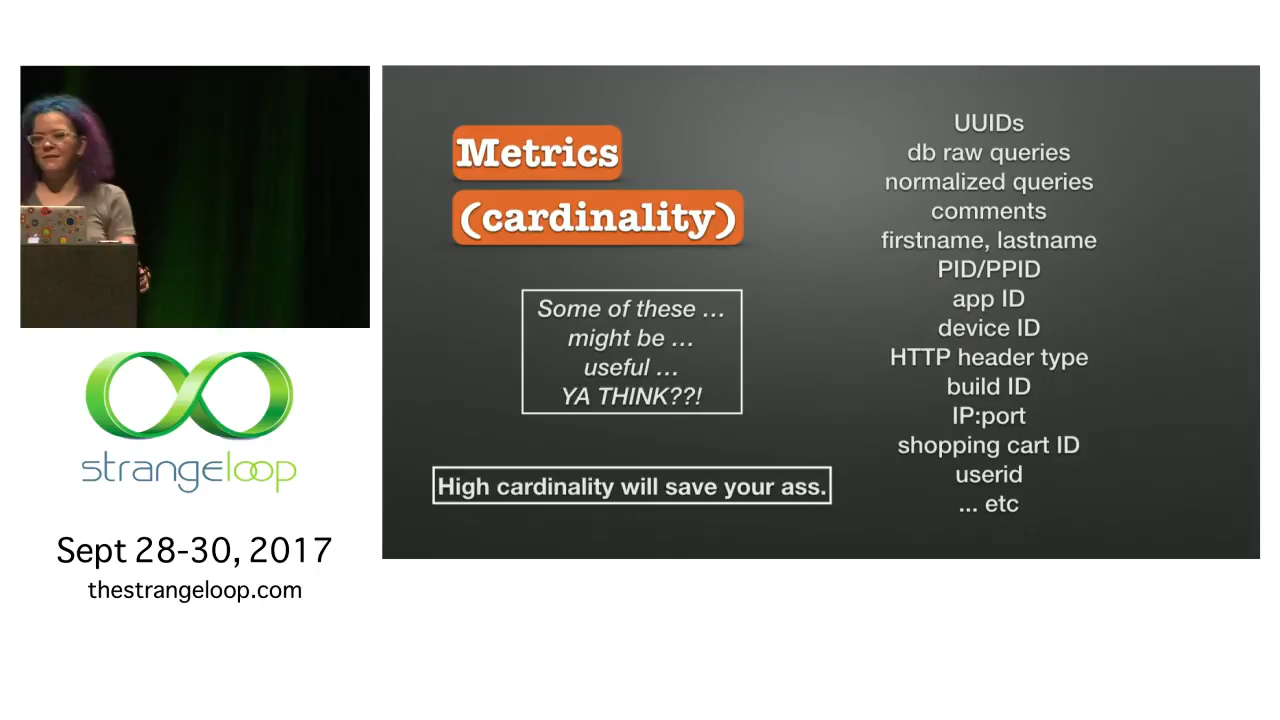 Metrics
(cardinality)
Some of these …
might be …
useful …
YA THINK??!
High cardinality will save your ass.
UUIDs
db raw queries
normalized queries
comments
firstname, lastname
PID/PPID
app ID
device ID
HTTP header type
build ID
IP:port
shopping cart ID
userid
... etc
strangeloop
Sept 28-30, 2017
thestrangeloop.com